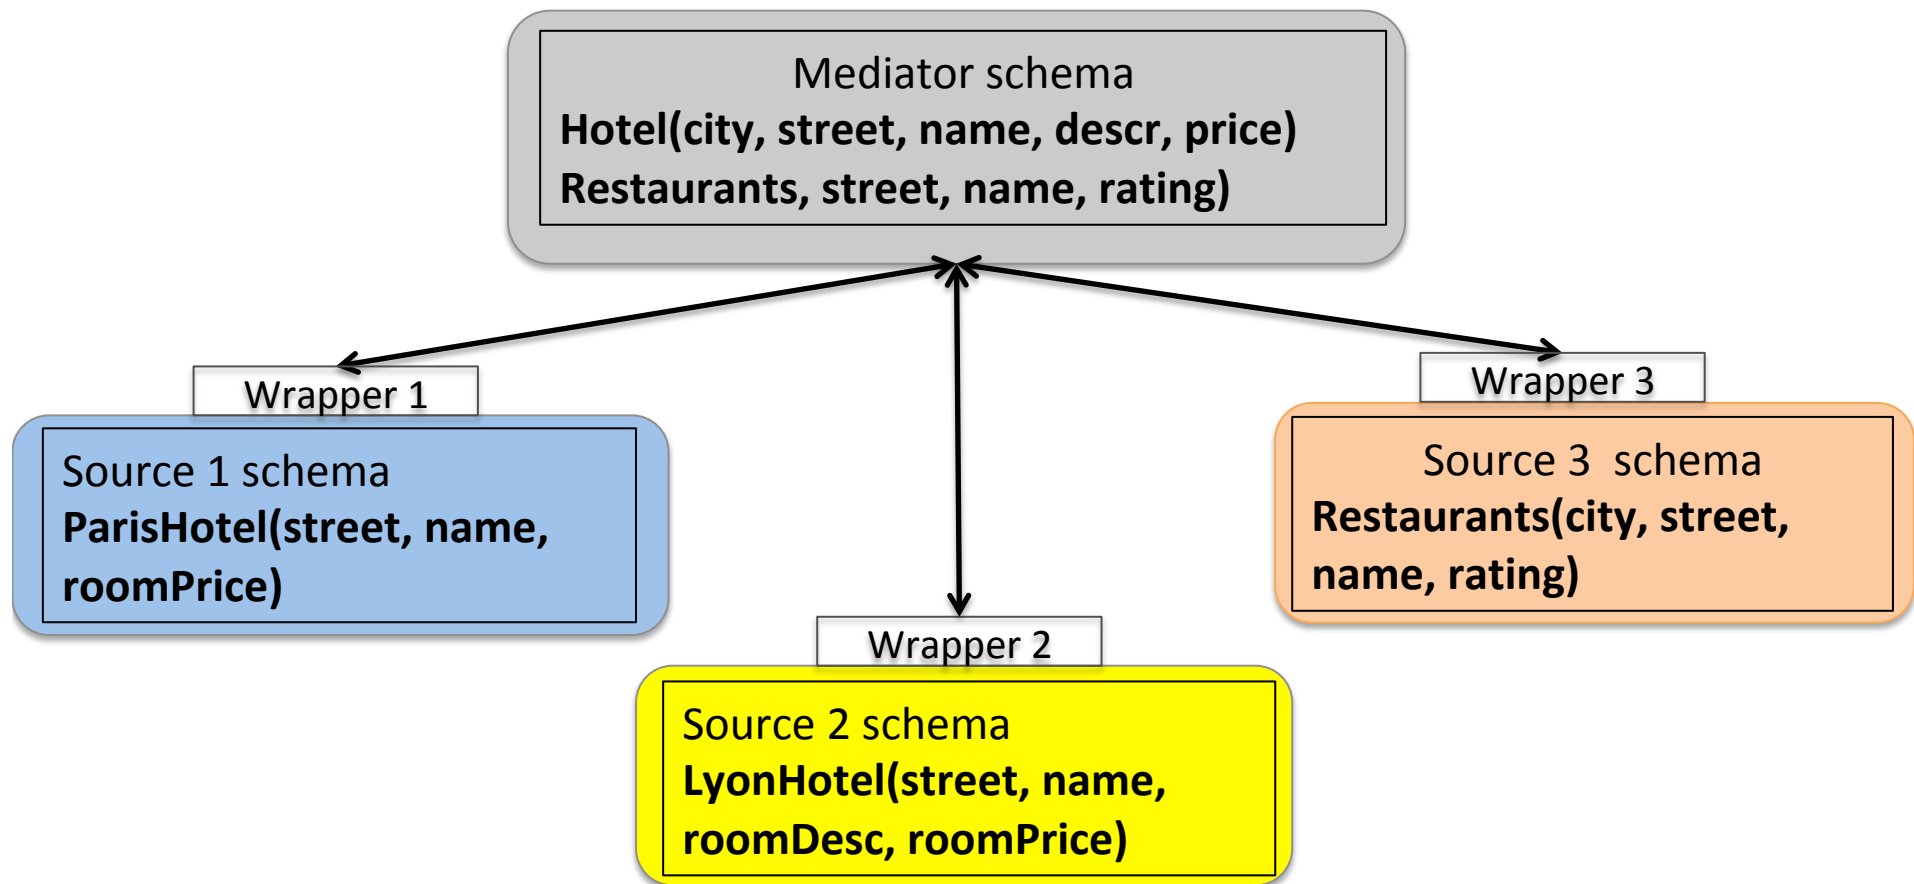 Mediator schema
Hotel(city, street, name, descr, price)
Restaurants, street, name, rating)
Wrapper 1
Wrapper 3
Source 1 schema
ParisHotel(street, name,
roomPrice)
Source 3  schema
Restaurants(city, street,
name, rating)
Wrapper 2
Source 2 schema
LyonHotel(street, name,
roomDesc, roomPrice)